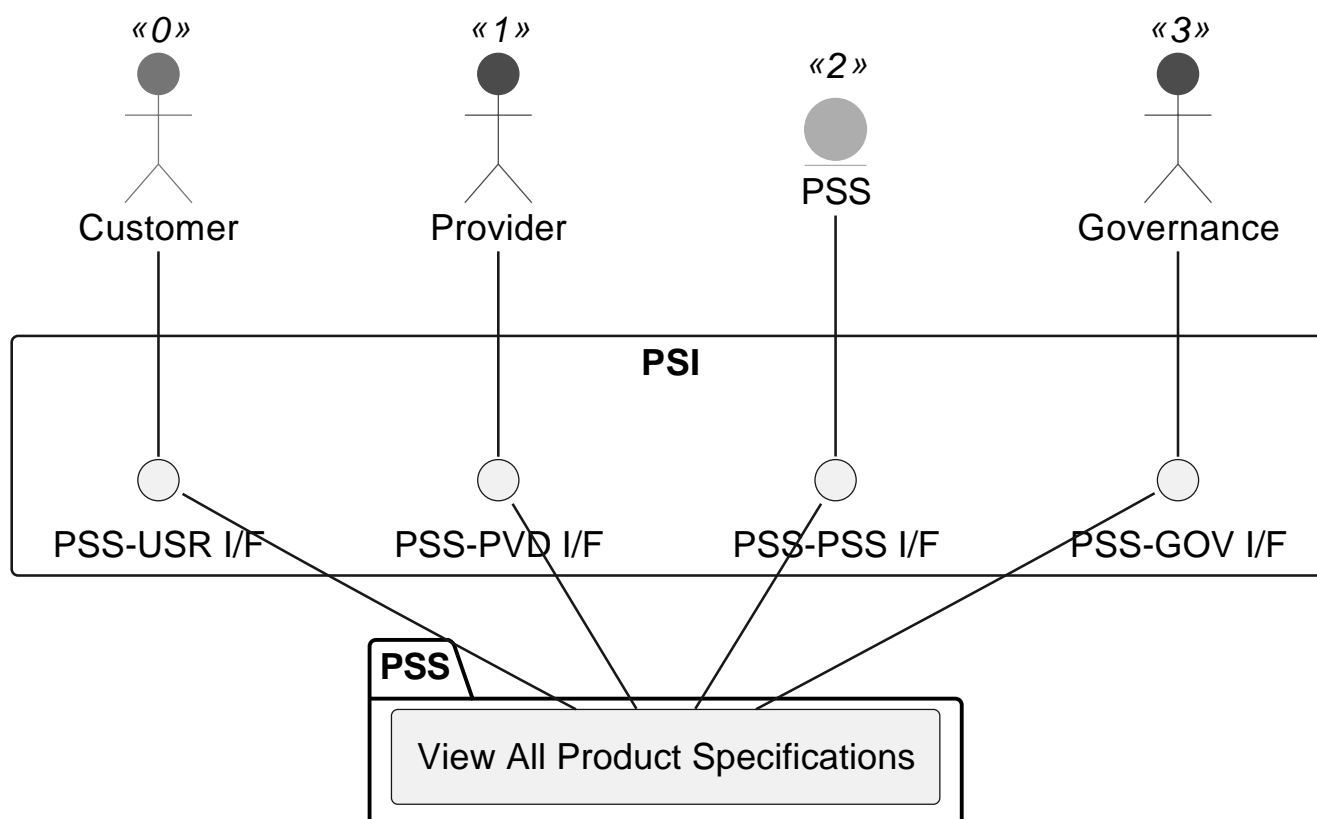 «0»
«1»
«2»
«3»
Customer
Provider
PSS
Governance
PSI
PSS-USR I/F
PSS-PVD I/F
PSS-PSS I/F
PSS-GOV I/F
PSS
View All Product Specifications